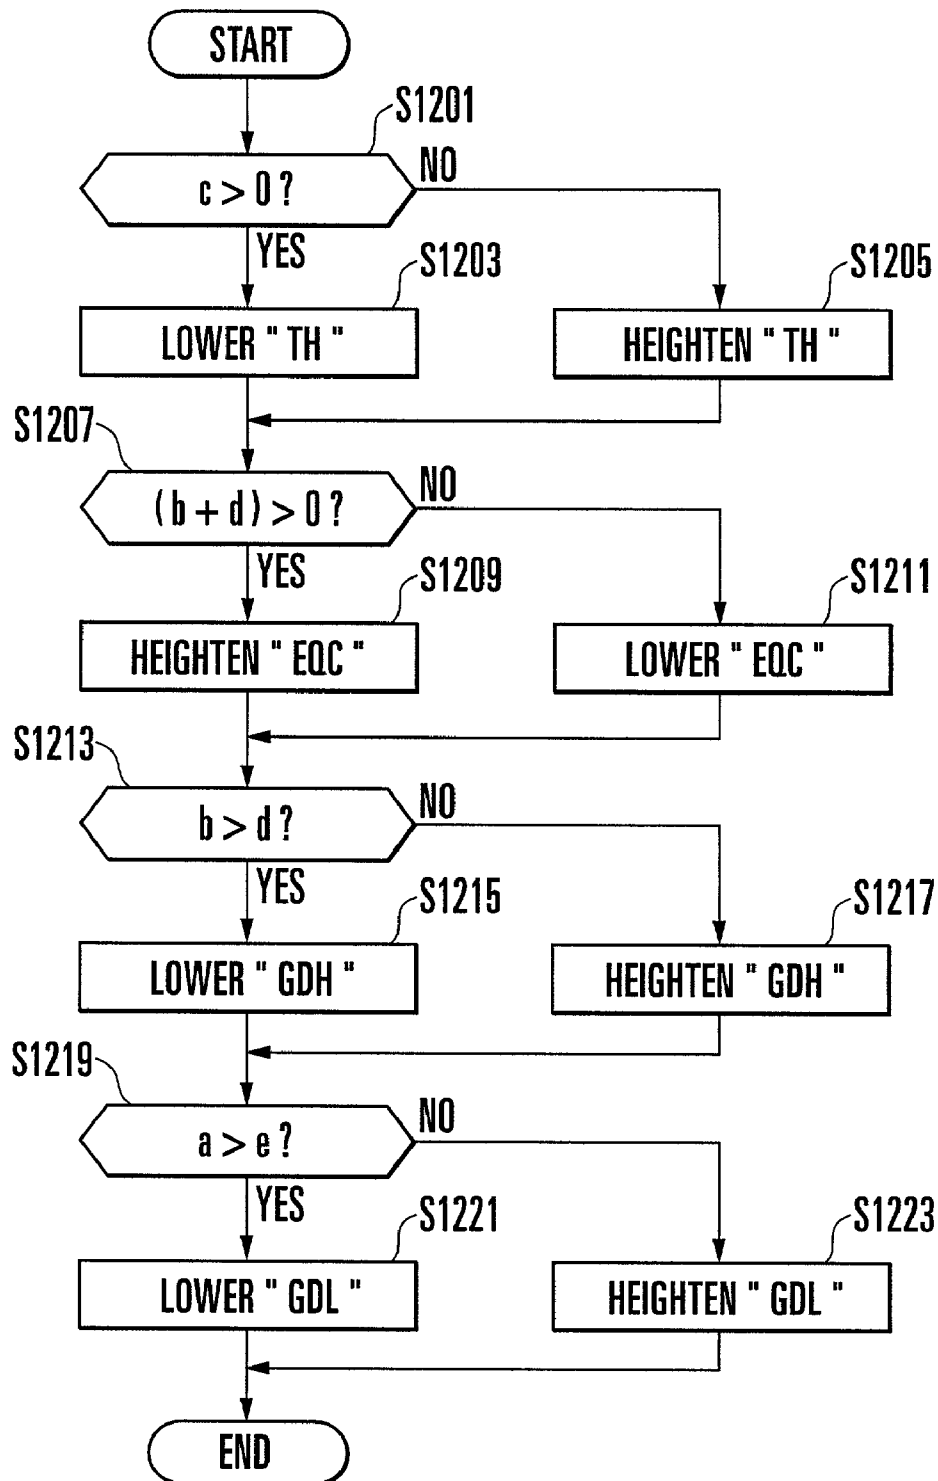 START
S1201
c > 0 ?
NO
YES
S1203
S1205
LOWER " TH "
HEIGHTEN " TH "
S1207
( b + d ) > 0 ?
NO
YES
S1209
S1211
HEIGHTEN " EQC "
LOWER " EQC "
S1213
b > d ?
NO
YES
S1215
S1217
LOWER " GDH "
HEIGHTEN " GDH "
S1219
a > e ?
NO
YES
S1221
S1223
LOWER " GDL "
HEIGHTEN " GDL "
END